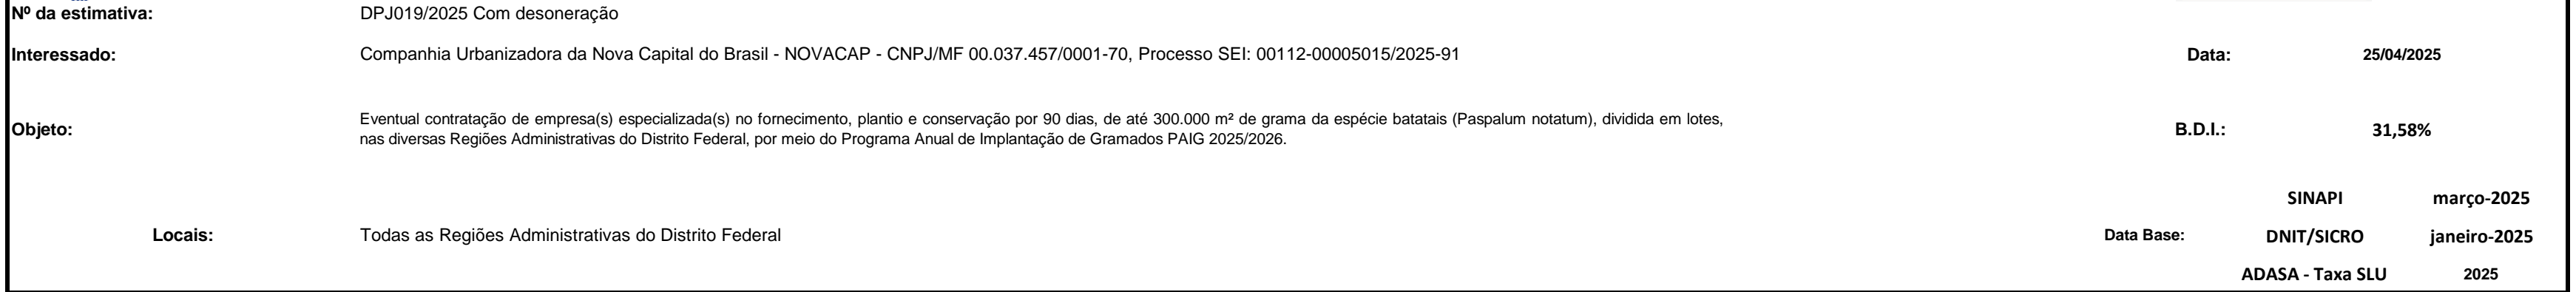 Nº da estimativa: DPJ019/2025 Com desoneração
Interessado: Companhia Urbanizadora da Nova Capital do Brasil - NOVACAP - CNPJ/MF 00.037.457/0001-70, Processo SEI: 00112-00005015/2025-91 Data: 25/04/2025
Objeto: Eventual contratação de empresa(s) especializada(s) no fornecimento, plantio e conservação por 90 dias, de até 300.000 m² de grama da espécie batatais (Paspalum notatum), dividida em lotes,
nas diversas Regiões Administrativas do Distrito Federal, por meio do Programa Anual de Implantação de Gramados PAIG 2025/2026.
B.D.I.: 31,58%
SINAPI março-2025
Locais: Todas as Regiões Administrativas do Distrito Federal Data Base: DNIT/SICRO janeiro-2025
ADASA - Taxa SLU 2025